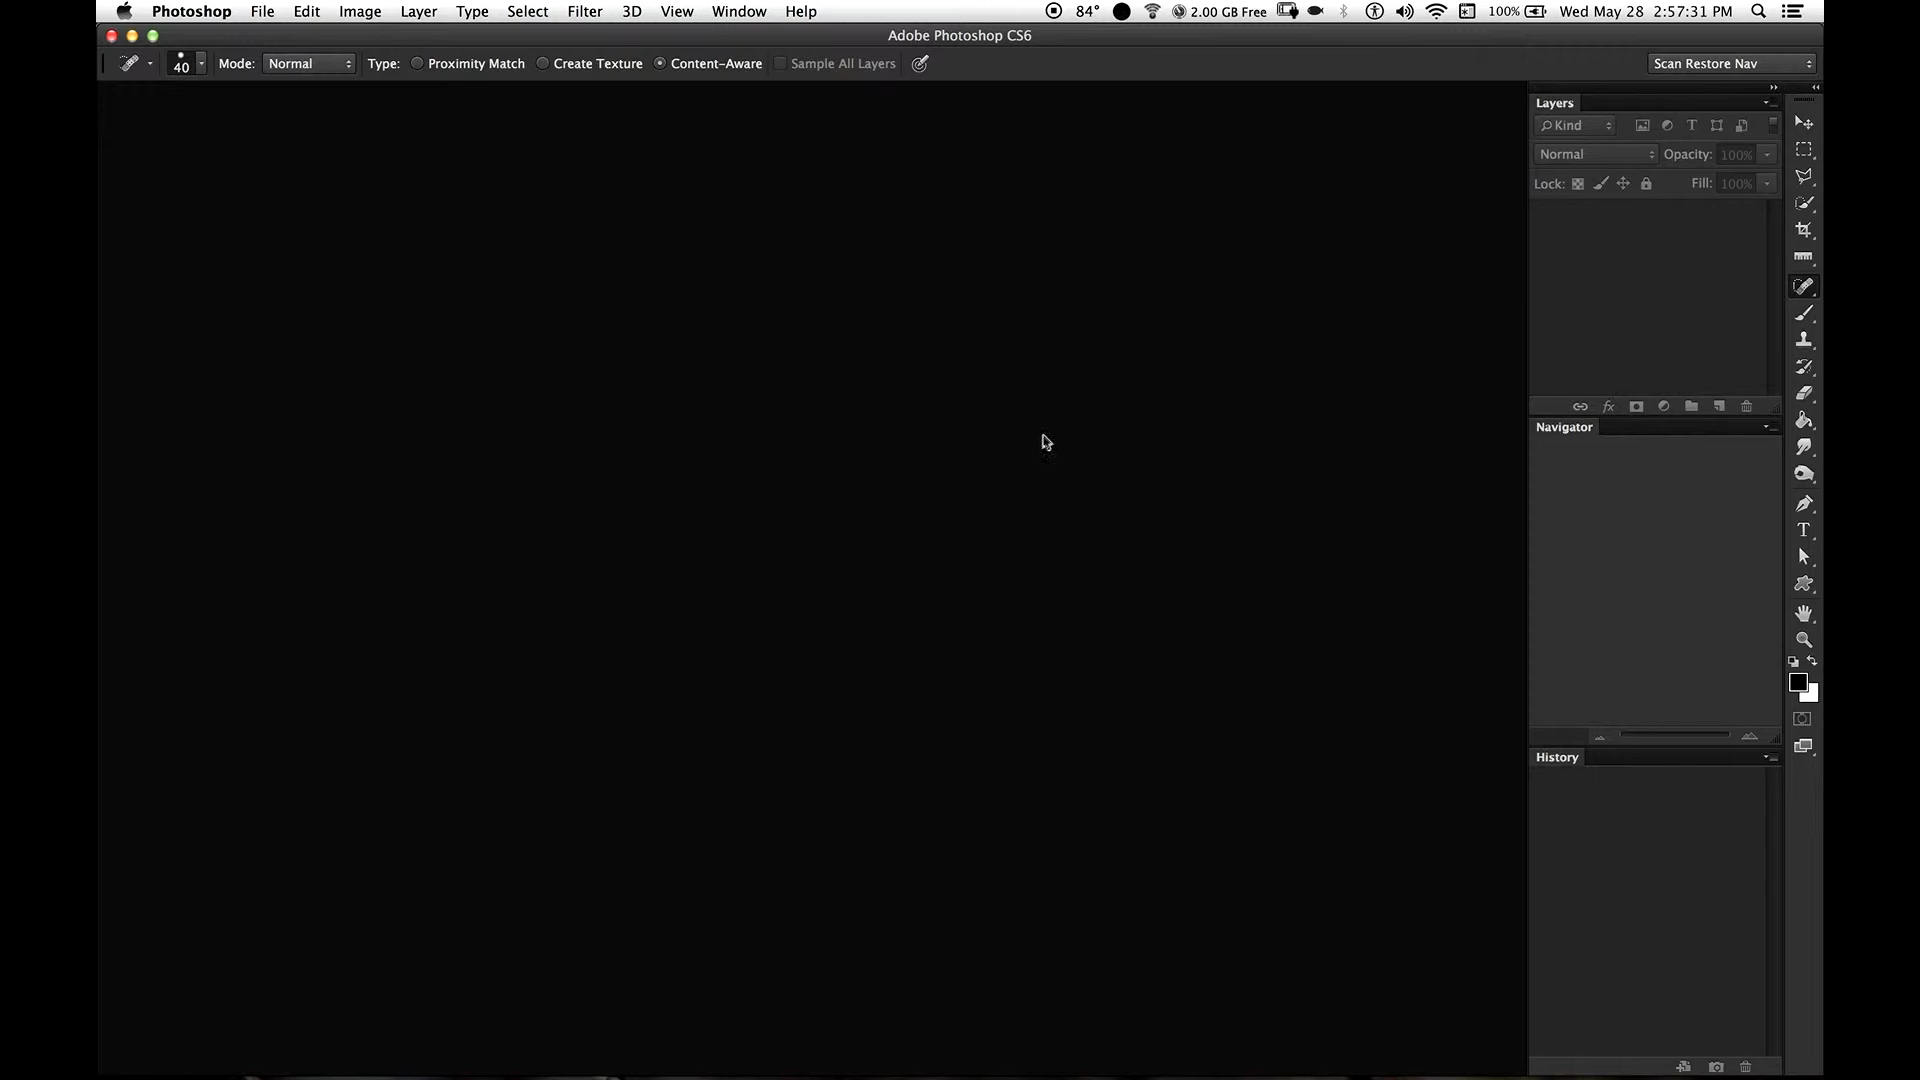 Photoshop File Edit Image Layer Type Select Filter 3D View Window Help 84° 2.00 GB Free 100% Wed May 28 2:57:31 PM
Adobe Photoshop CS6
40 Mode: Normal Type: Proximity Match Create Texture Content-Aware Sample All Layers Scan Restore Nav
Layers
Kind T
Normal Opacity: 100%
Lock: Fill: 100%
fx
Navigator
T
History